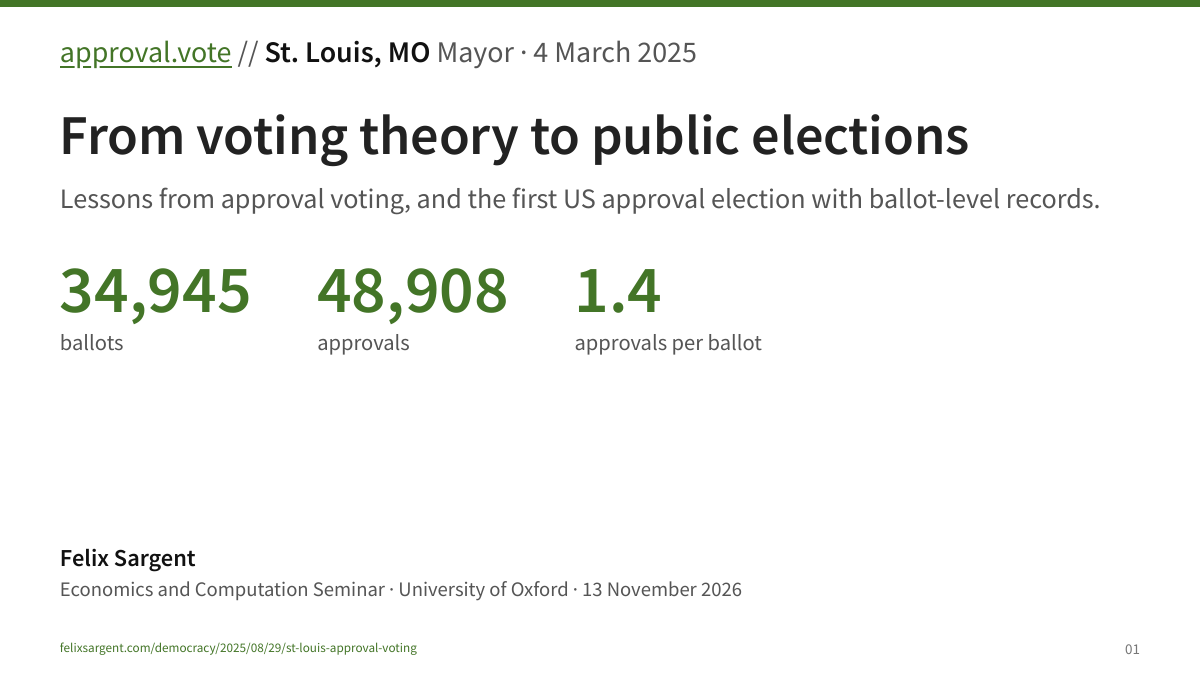 approval.vote // St. Louis, MO Mayor · 4 March 2025
From voting theory to public elections
Lessons from approval voting, and the first US approval election with ballot-level records.
34,945 48,908 1.4
ballots approvals approvals per ballot
Felix Sargent
Economics and Computation Seminar · University of Oxford · 13 November 2026
felixsargent.com/democracy/2025/08/29/st-louis-approval-voting 01